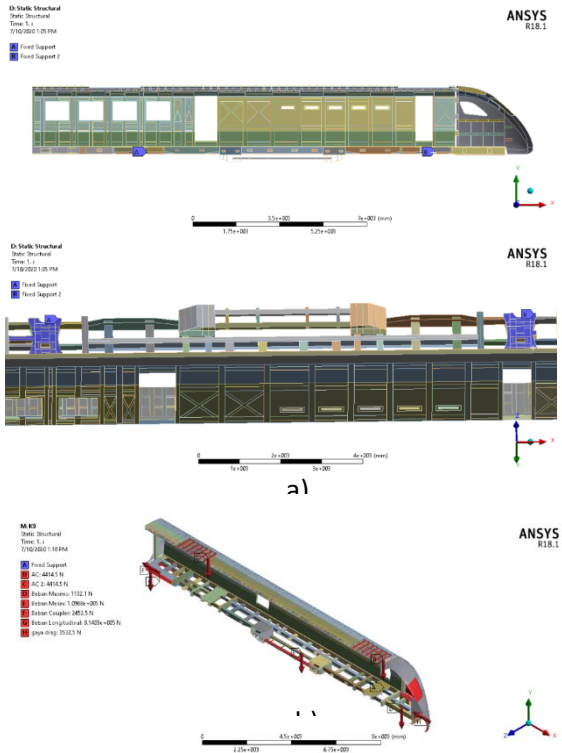 D: Static Structural
Static Structural
Time: 1. s
7/10/2020 1:05 PM
A Fixed Support
B Fixed Support 2
ANSYS
R18.1
A
B
Y
X
0
3.5e+003
7e+003 (mm)
1.75e+003
5.25e+003
D: Static Structural
Static Structural
Time: 1. s
7/10/2020 1:05 PM
A Fixed Support
B Fixed Support 2
ANSYS
R18.1
A
B
Z
X
Y
0
2e+003
4e+003 (mm)
1e+003
3e+003
a)
M: K9
Static Structural
Time: 1. s
7/10/2020 1:10 PM
A Fixed Support
B AC: 4414.5 N
C AC 2: 4414.5 N
D Beban Masinis: 1132.1 N
E Beban Mesin: 1.0968e+005 N
F Beban Coupler: 2452.5 N
G Beban Longitudinal: 9.1403e+005 N
H gaya drag: 3532.5 N
ANSYS
R18.1
Y
X
Z
0
4.5e+003
9e+003 (mm)
2.25e+003
6.75e+003